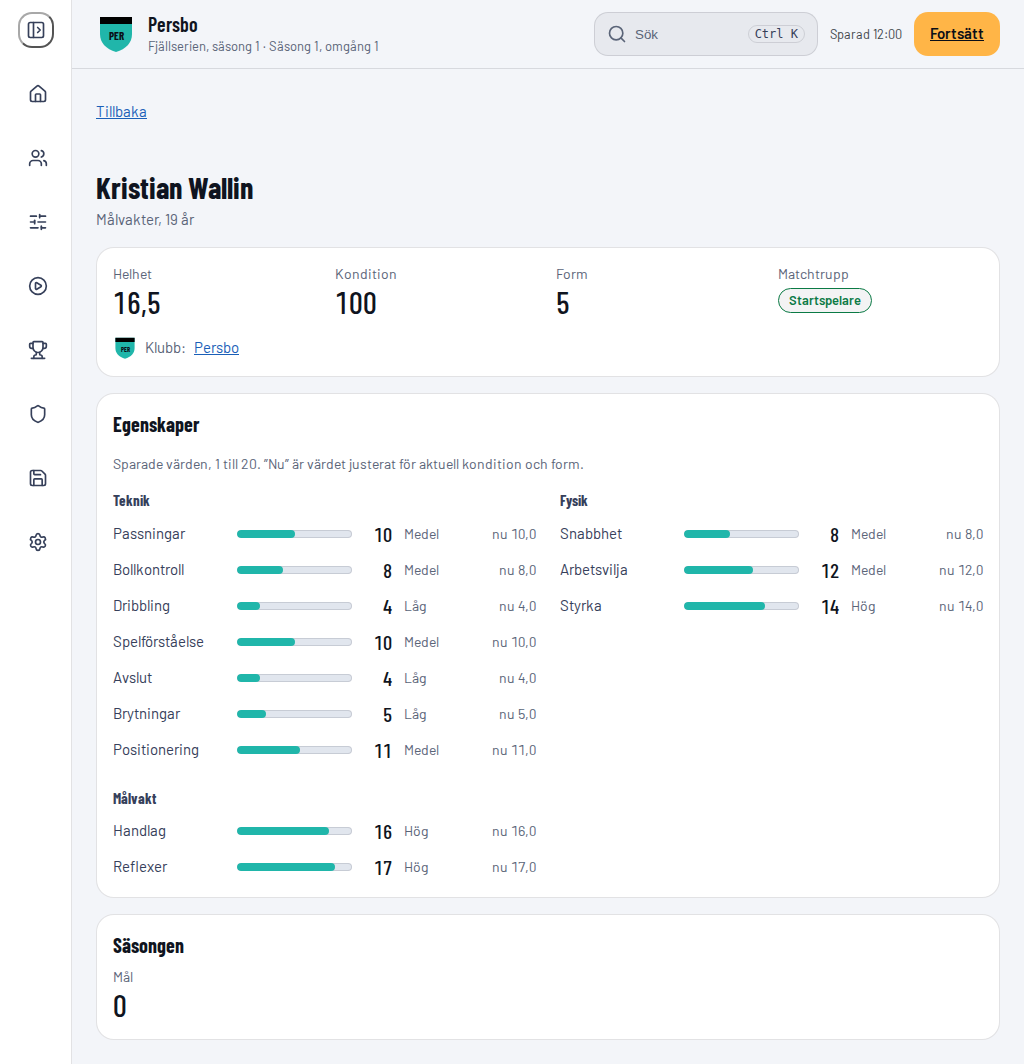 PER
Persbo
Fjällserien, säsong 1 · Säsong 1, omgång 1
Sök
Ctrl K
Sparad 12:00
Fortsätt
Tillbaka
Kristian Wallin
Målvakter, 19 år
Helhet
16,5
Kondition
100
Form
5
Matchtrupp
Startspelare
PER
Klubb: Persbo
Egenskaper
Sparade värden, 1 till 20. ”Nu” är värdet justerat för aktuell kondition och form.
Teknik
Passningar 10 Medel nu 10,0
Bollkontroll 8 Medel nu 8,0
Dribbling 4 Låg nu 4,0
Spelförståelse 10 Medel nu 10,0
Avslut 4 Låg nu 4,0
Brytningar 5 Låg nu 5,0
Positionering 11 Medel nu 11,0
Fysik
Snabbhet 8 Medel nu 8,0
Arbetsvilja 12 Medel nu 12,0
Styrka 14 Hög nu 14,0
Målvakt
Handlag 16 Hög nu 16,0
Reflexer 17 Hög nu 17,0
Säsongen
Mål
0